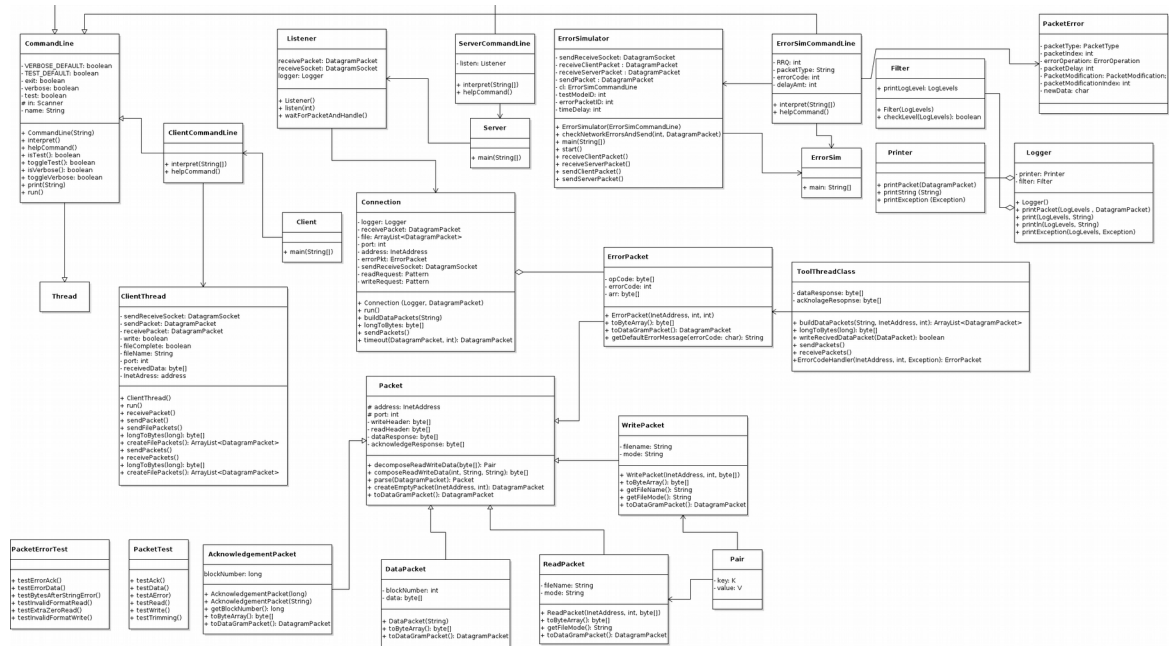 CommandLine
- VERBOSE_DEFAULT: boolean
- TEST_DEFAULT: boolean
- exit: boolean
- verbose: boolean
- test: boolean
# in: Scanner
- name: String
+ CommandLine(String)
+ interpret()
+ helpCommand()
+ isTest(): boolean
+ toggleTest(): boolean
+ isVerbose(): boolean
+ toggleVerbose: boolean
+ print(String)
+ run()
Thread
ClientCommandLine
+ interpret(String[])
+ helpCommand()
Client
+ main(String[])
ClientThread
- sendReceiveSocket: DatagramSocket
- sendPacket: DatagramPacket
- receivePacket: DatagramPacket
- write: boolean
- fileComplete: boolean
- fileName: String
- port: int
- receivedData: byte[]
- InetAdress: address
+ ClientThread()
+ run()
+ receivePacket()
+ sendPacket()
+ sendFilePackets()
+ longToBytes(long): byte[]
+ createFilePackets(): ArrayList<DatagramPacket>
+ sendPackets()
+ receivePackets()
+ longToBytes(long): byte[]
+ createFilePackets(): ArrayList<DatagramPacket>
Listener
receivePacket: DatagramPacket
receiveSocket: DatagramSocket
logger: Logger
+ Listener()
+ listen(int)
+ waitForPacketAndHandle()
ServerCommandLine
- listen: Listener
+ interpret(String[])
+ helpCommand()
Server
+ main(String[])
Connection
- logger: Logger
- receivePacket: DatagramPacket
- file: ArrayList<DatagramPacket>
- port: int
- address: InetAddress
- errorPkt: ErrorPacket
- sendReceiveSocket: DatagramSocket
- readRequest: Pattern
- writeRequest: Pattern
+ Connection (Logger, DatagramPacket)
+ run()
+ buildDataPackets(String)
+ longToBytes: byte[]
+ sendPackets()
+ timeout(DatagramPacket, int): DatagramPacket
ErrorSimulator
- sendReceiveSocket: DatagramSocket
- receiveClientPacket : DatagramPacket
- receiveServerPacket : DatagramPacket
- sendPacket : DatagramPacket
- cl: ErrorSimCommandLine
- testModeID: int
- errorPacketID: int
- timeDelay: int
+ ErrorSimulator(ErrorSimCommandLine)
+ checkNetworkErrorsAndSend(int, DatagramPacket)
+ main(String[])
+ start()
+ receiveClientPacket()
+ receiveServerPacket()
+ sendClientPacket()
+ sendServerPacket()
ErrorSimCommandLine
- RRQ: int
- packetType: String
- errorCode: int
- delayAmt: int
+ interpret(String[])
+ helpCommand()
ErrorSim
+ main: String[]
Filter
+ printLogLevel: LogLevels
+ Filter(LogLevels)
+ checkLevel(LogLevels): boolean
PacketError
- packetType: PacketType
- packetIndex: int
- errorOperation: ErrorOperation
- packetDelay: int
- PacketModification: PacketModification;
- packetModificationIndex: int
- newData: char
Printer
+ printPacket(DatagramPacket)
+ printString (String)
+ printException (Exception)
Logger
- printer: Printer
- filter: Filter
+ Logger()
+ printPacket(LogLevels , DatagramPacket)
+ print(LogLevels, String)
+ println(LogLevels, String)
+ printException(LogLevels, Exception)
ErrorPacket
- opCode: byte[]
- errorCode: int
- arr: byte[]
+ ErrorPacket(InetAddress, int, int)
+ toByteArray(): byte[]
+ toDataGramPacket(): DatagramPacket
+ getDefaultErrorMessage(errorCode: char): String
ToolThreadClass
- dataResponse: byte[]
- acKnolageResopnse: byte[]
+ buildDataPackets(String, InetAddress, int): ArrayList<DatagramPacket>
+ longToBytes(long): byte[]
+ writeRecivedDataPacket(DataPacket): boolean
+ sendPackets()
+ receivePackets()
+ErrorCodeHandler(InetAddress, int, Exception): ErrorPacket
Packet
# address: InetAddress
# port: int
- writeHeader: byte[]
- readHeader: byte[]
- dataResponse: byte[]
- acknowledgeResponse: byte[]
+ decomposeReadWriteData(byte[]): Pair
+ composeReadWriteData(int, String, String): byte[]
+ parse(DatagramPacket): Packet
+ createEmptyPacket(InetAddress, int): DatagramPacket
+ toDataGramPacket(): DatagramPacket
WritePacket
- filename: String
- mode: String
+ WritePacket(InetAddress, int, byte[])
+ toByteArray(): byte[]
+ getFileName(): String
+ getFileMode(): String
+ toDataGramPacket(): DatagramPacket
PacketErrorTest
+ testErrorAck()
+ testErrorData()
+ testBytesAfterStringError()
+ testInvalidFormatRead()
+ testExtraZeroRead()
+ testInvalidFormatWrite()
PacketTest
+ testAck()
+ testData()
+ testAError)
+ testRead()
+ testWrite()
+ testTrimming()
AcknowledgementPacket
blockNumber: long
+ AcknowledgementPacket(long)
+ AcknowledgementPacket(String)
+ getBlockNumber(): long
+ toByteArray(): byte[]
+ toDataGramPacket(): DatagramPacket
DataPacket
- blockNumber: int
- data: byte[]
+ DataPacket(String)
+ toByteArray(): byte[]
+ toDataGramPacket(): DatagramPacket
ReadPacket
- fileName: String
- mode: String
+ ReadPacket(InetAddress, int, byte[])
+ toByteArray(): byte[]
+ getFileMode(): String
+ toDataGramPacket(): DatagramPacket
Pair
- key: K
- value: V